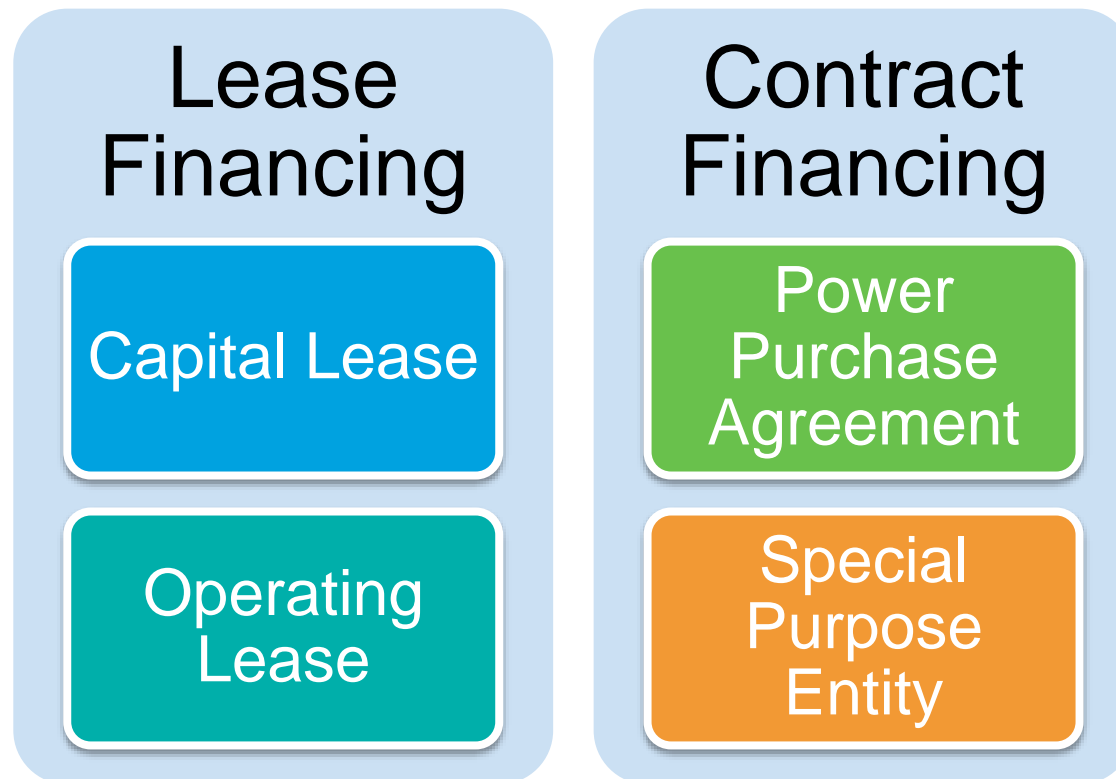 Lease
Financing
Capital Lease
Operating
Lease
Contract
Financing
Power
Purchase
Agreement
Special
Purpose
Entity